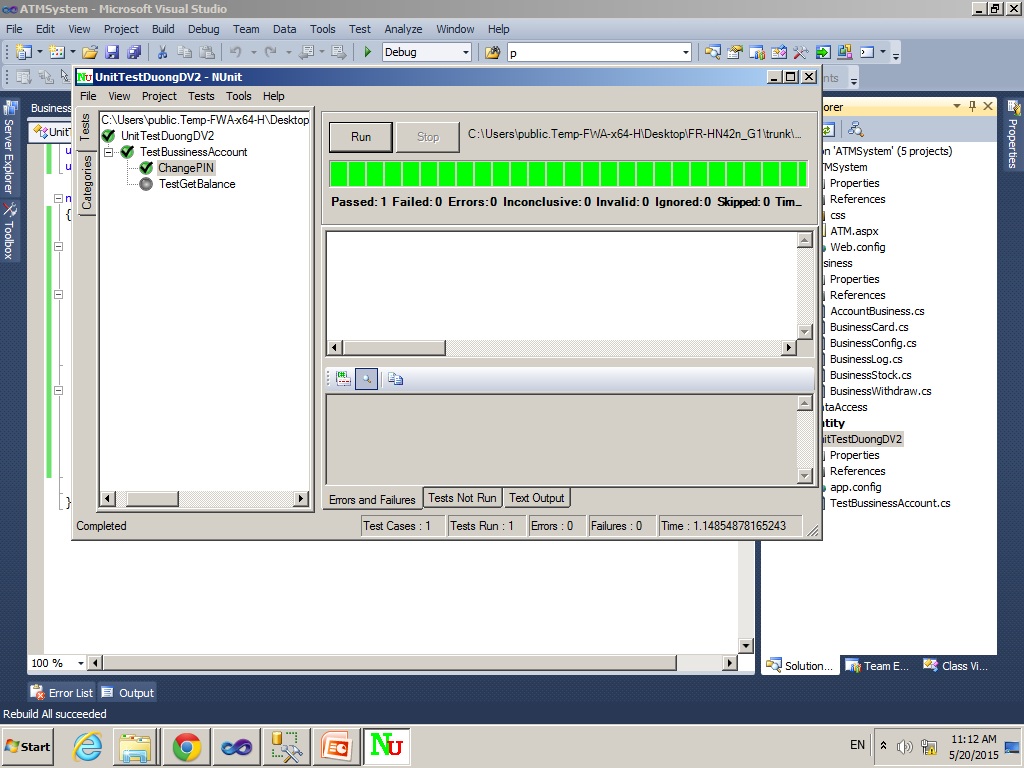 ATMSystem - Microsoft Visual Studio
File Edit View Project Build Debug Team Data Tools Test Analyze Window Help
Debug p
UnitTestDuongDV2 - NUnit
File View Project Tests Tools Help
Server Explorer
Toolbox
Business
UnitT
u
u
n
{
}
Tests
Categories
C:\Users\public.Temp-FWA-x64-H\Desktop
UnitTestDuongDV2
TestBussinessAccount
ChangePIN
TestGetBalance
Run Stop C:\Users\public.Temp-FWA-x64-H\Desktop\FR-HN42n_G1\trunk\...
Passed: 1 Failed: 0 Errors: 0 Inconclusive: 0 Invalid: 0 Ignored: 0 Skipped: 0 Tim...
Errors and Failures Tests Not Run Text Output
Completed Test Cases : 1 Tests Run : 1 Errors : 0 Failures : 0 Time : 1.14854878165243
nts
orer
Properties
on 'ATMSystem' (5 projects)
MSystem
Properties
References
css
ATM.aspx
Web.config
siness
Properties
References
AccountBusiness.cs
BusinessCard.cs
BusinessConfig.cs
BusinessLog.cs
BusinessStock.cs
BusinessWithdraw.cs
taAccess
tity
nitTestDuongDV2
Properties
References
app.config
TestBussinessAccount.cs
100 %
Solution... Team E... Class Vi...
Error List Output
Rebuild All succeeded
Start NU EN 11:12 AM
5/20/2015